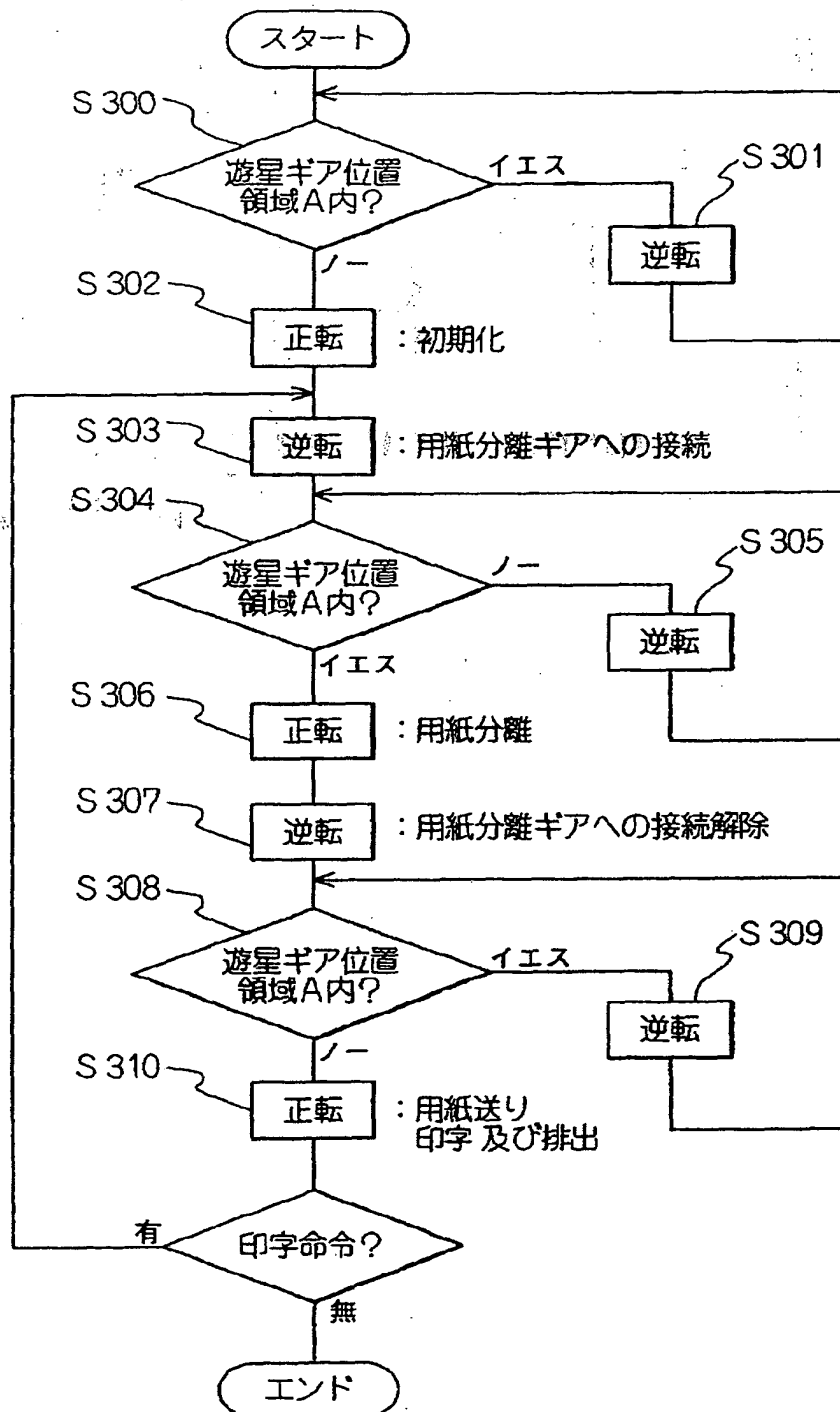 スタート
S300
遊星ギア位置
領域A内?
イエス
S301
逆転
ノー
S302
正転
:初期化
S303
逆転
:用紙分離ギアへの接続
S304
遊星ギア位置
領域A内?
ノー
S305
逆転
イエス
S306
正転
:用紙分離
S307
逆転
:用紙分離ギアへの接続解除
S308
遊星ギア位置
領域A内?
イエス
S309
逆転
ノー
S310
正転
:用紙送り
印字 及び排出
有
印字命令?
無
エンド